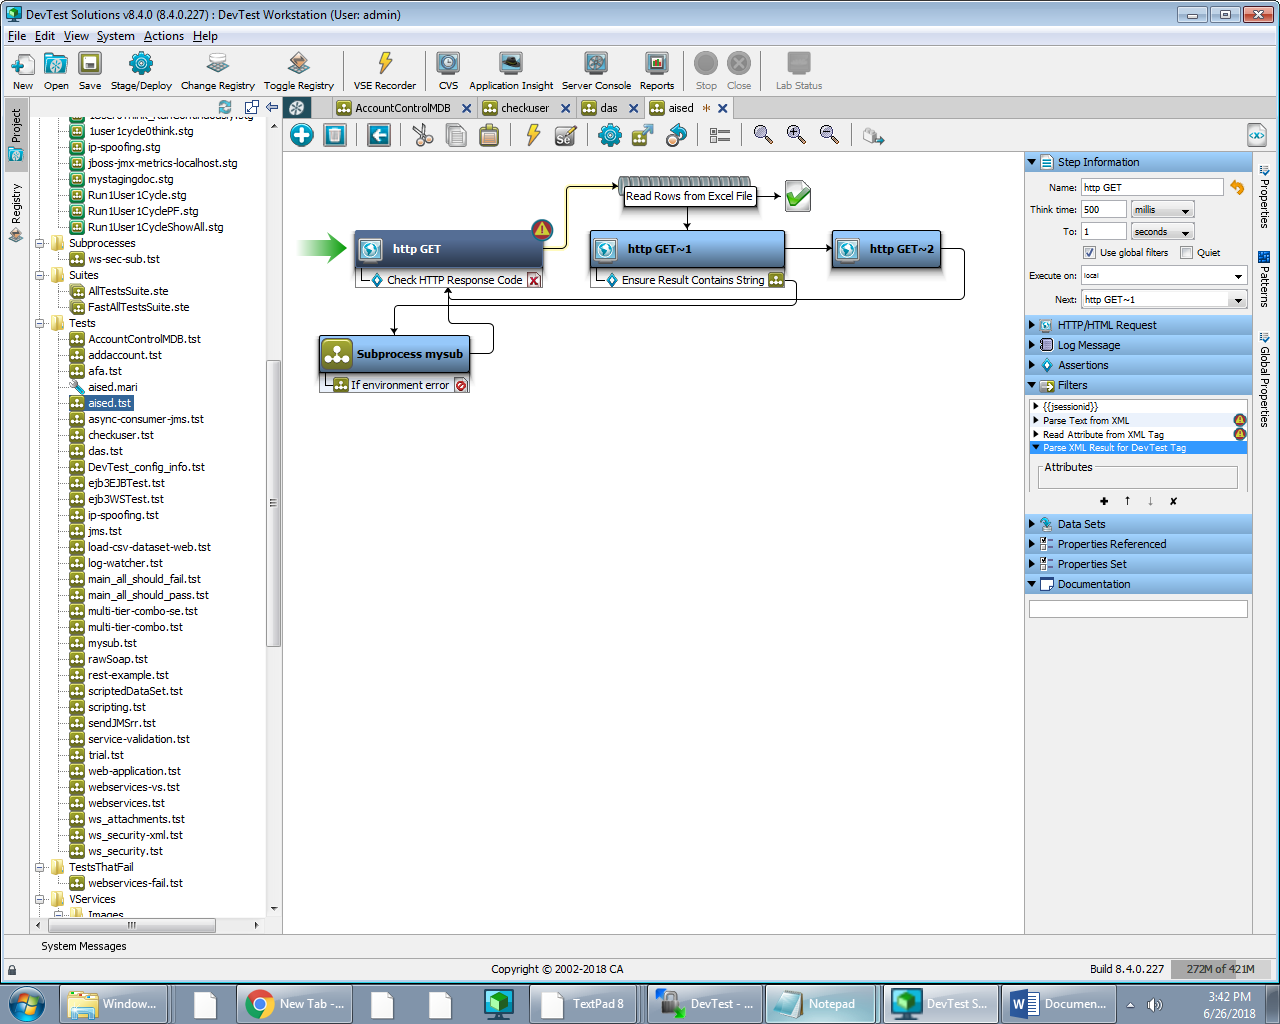 DevTest Solutions v8.4.0 (8.4.0.227) : DevTest Workstation (User: admin)
File Edit View System Actions Help
New Open Save Stage/Deploy Change Registry Toggle Registry VSE Recorder CVS Application Insight Server Console Reports Stop Close Lab Status
Project
Registry
AccountControlMDB checkuser das aised
1user1cycle0think.stg
ip-spoofing.stg
jboss-jmx-metrics-localhost.stg
mystagingdoc.stg
Run1User1Cycle.stg
Run1User1CyclePF.stg
Run1User1CycleShowAll.stg
Subprocesses
ws-sec-sub.tst
Suites
AllTestsSuite.ste
FastAllTestsSuite.ste
Tests
AccountControlMDB.tst
addaccount.tst
afa.tst
aised.mari
aised.tst
async-consumer-jms.tst
checkuser.tst
das.tst
DevTest_config_info.tst
ejb3EJBTest.tst
ejb3WSTest.tst
ip-spoofing.tst
jms.tst
load-csv-dataset-web.tst
log-watcher.tst
main_all_should_fail.tst
main_all_should_pass.tst
multi-tier-combo-se.tst
multi-tier-combo.tst
mysub.tst
rawSoap.tst
rest-example.tst
scriptedDataSet.tst
scripting.tst
sendJMSrr.tst
service-validation.tst
trial.tst
web-application.tst
webservices-vs.tst
webservices.tst
ws_attachments.tst
ws_security-xml.tst
ws_security.tst
TestsThatFail
webservices-fail.tst
VServices
Images
Se
Read Rows from Excel File
http GET
Check HTTP Response Code
http GET~1
Ensure Result Contains String
http GET~2
Subprocess mysub
If environment error
Step Information
Name: http GET
Think time: 500 millis
To: 1 seconds
Use global filters Quiet
Execute on: local
Next: http GET~1
HTTP/HTML Request
Log Message
Assertions
Filters
{{jsessionid}}
Parse Text from XML
Read Attribute from XML Tag
Parse XML Result for DevTest Tag
Attributes
Data Sets
Properties Referenced
Properties Set
Documentation
Properties
Patterns
Global Properties
System Messages
Copyright © 2002-2018 CA
Build 8.4.0.227 272M of 421M
Window... New Tab -... TextPad 8 DevTest - ... Notepad DevTest S... Documen...
3:42 PM
6/26/2018